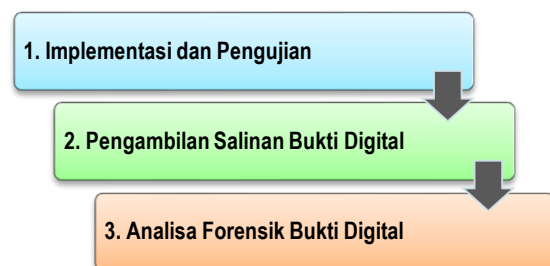 1. Implementasi dan Pengujian
2. Pengambilan Salinan Bukti Digital
3. Analisa Forensik Bukti Digital